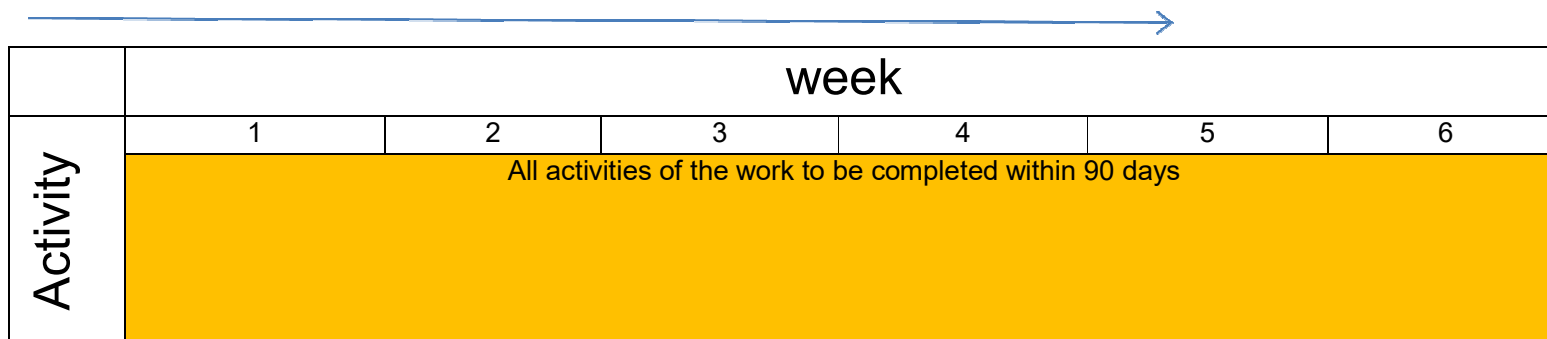 week
1 2 3 4 5 6
Activity
All activities of the work to be completed within 90 days